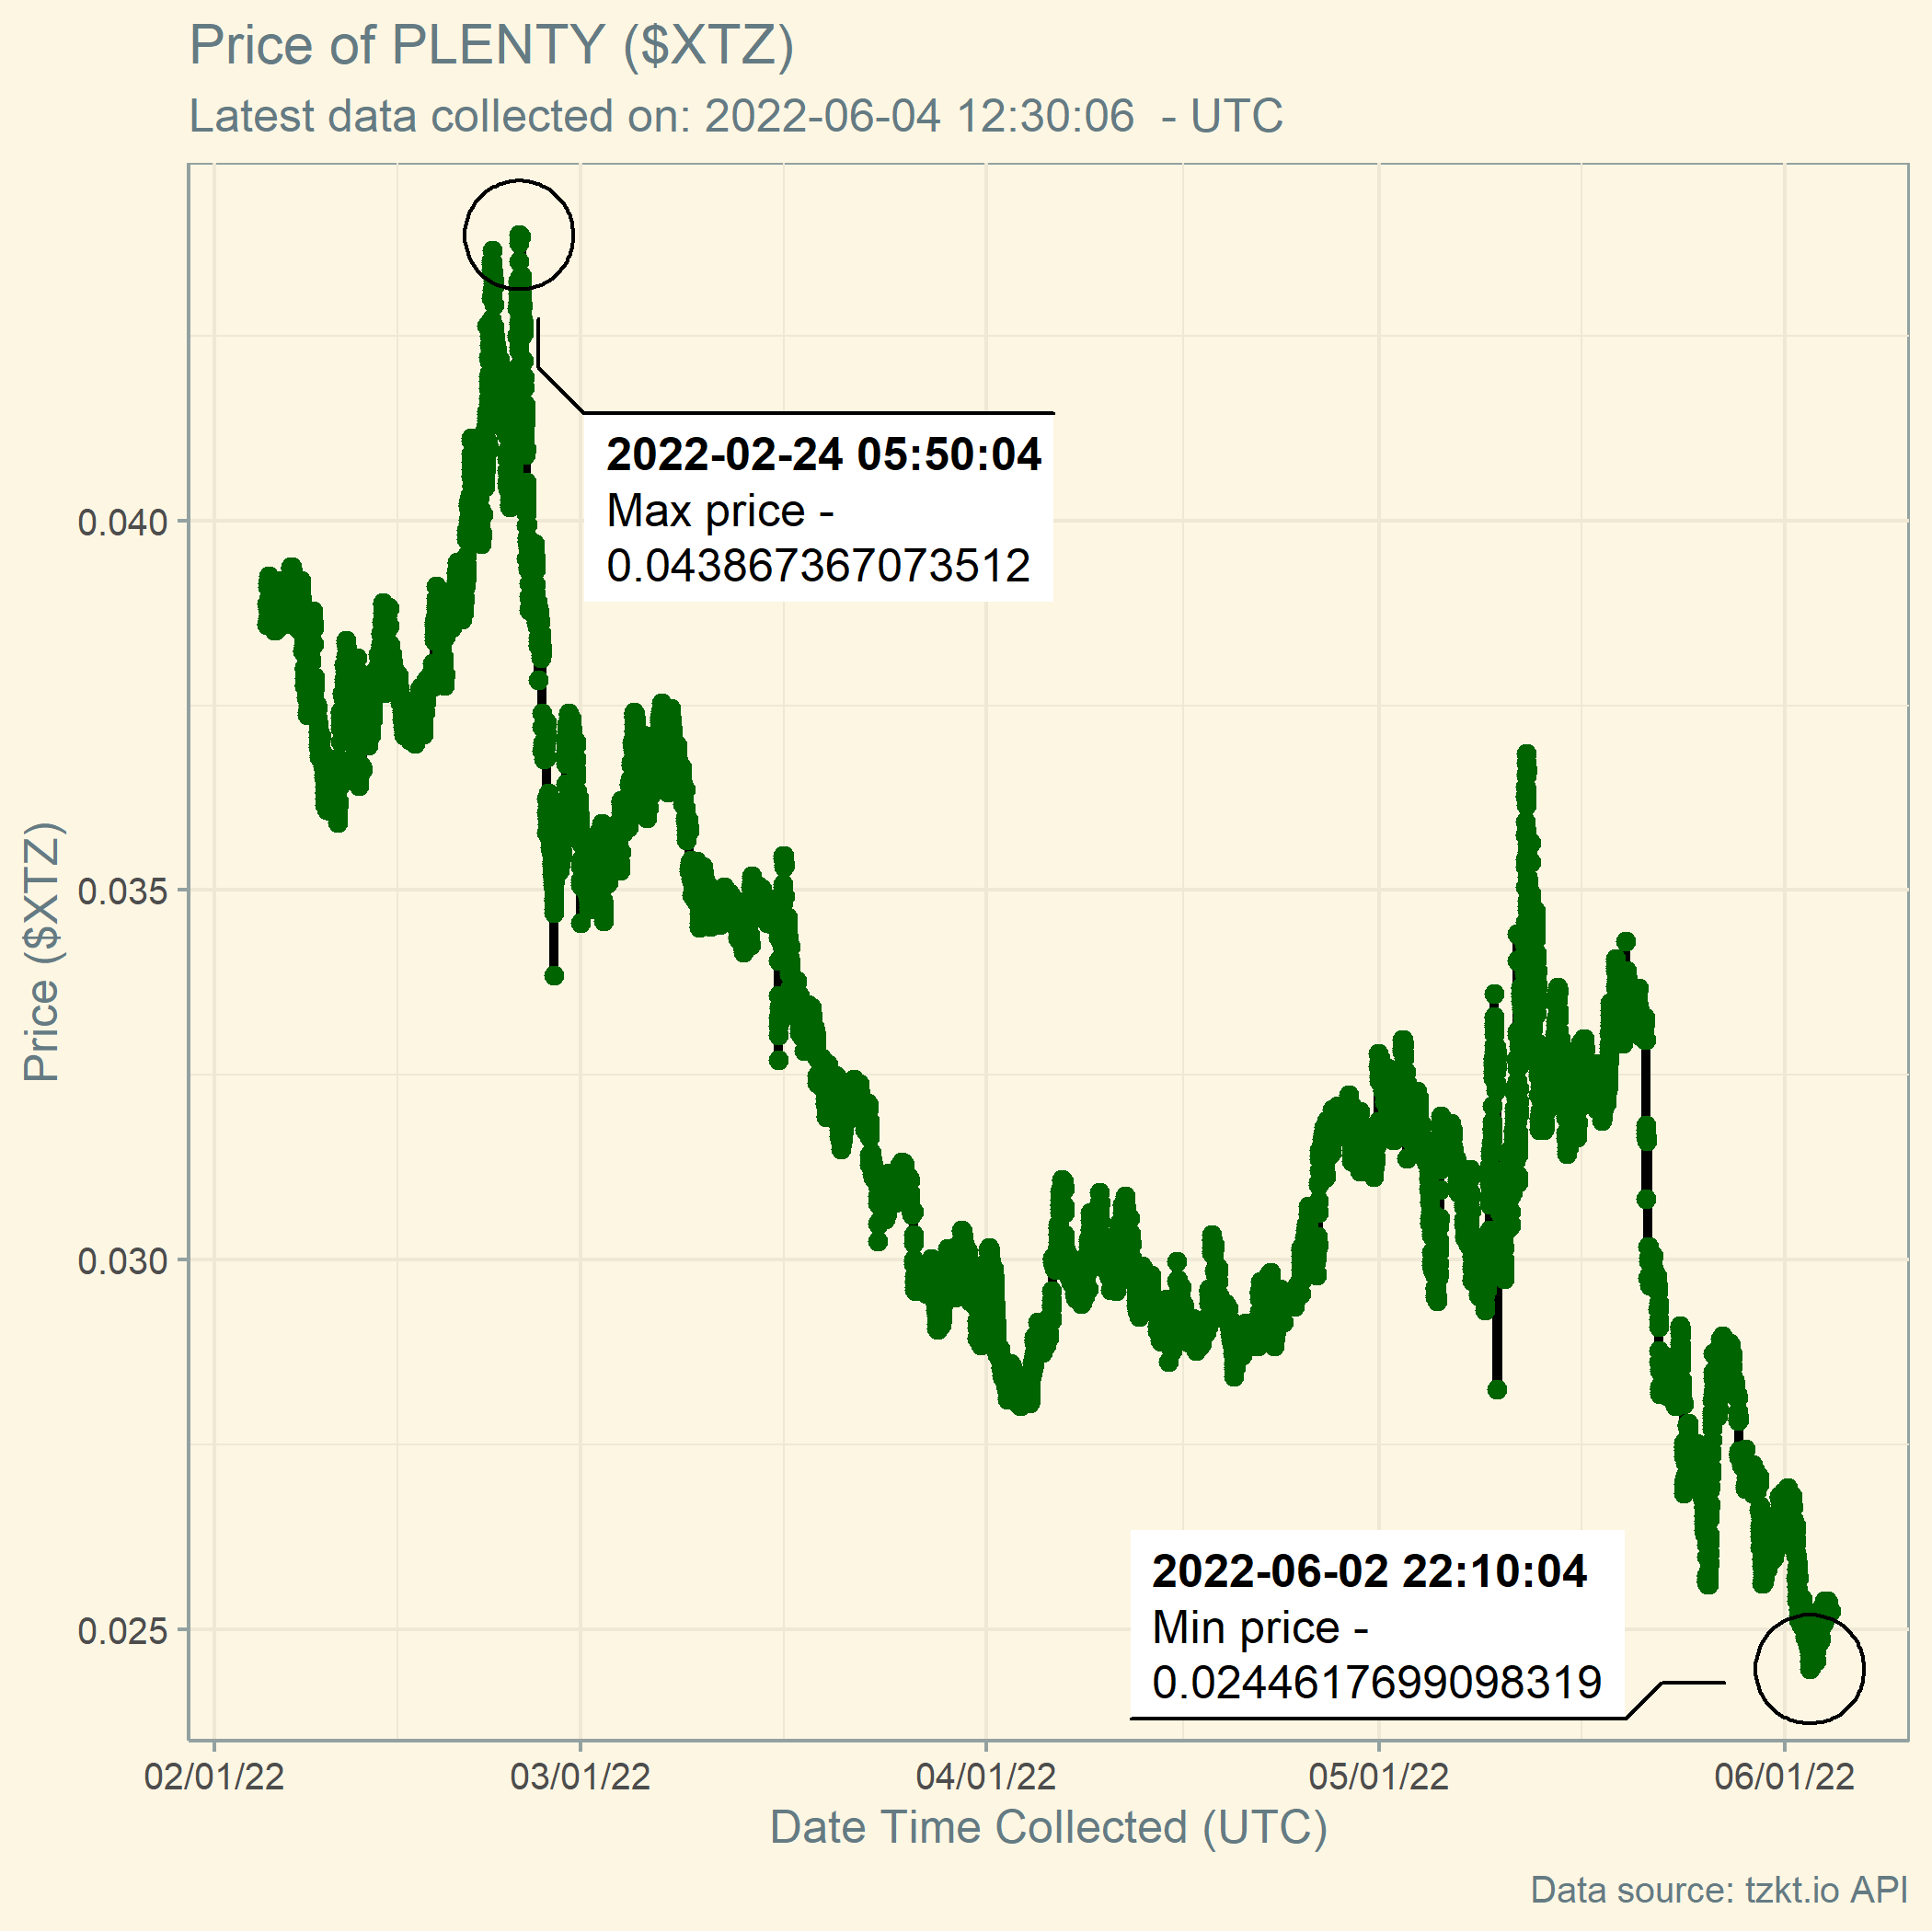 Price of PLENTY ($XTZ)
Latest data collected on: 2022-06-04 12:30:06  - UTC
2022-02-24 05:50:04
Max price -
0.043867367073512
0.040
0.035
0.030
0.025
Price ($XTZ)
2022-06-02 22:10:04
Min price -
0.0244617699098319
02/01/22 03/01/22 04/01/22 05/01/22 06/01/22
Date Time Collected (UTC)
Data source: tzkt.io API